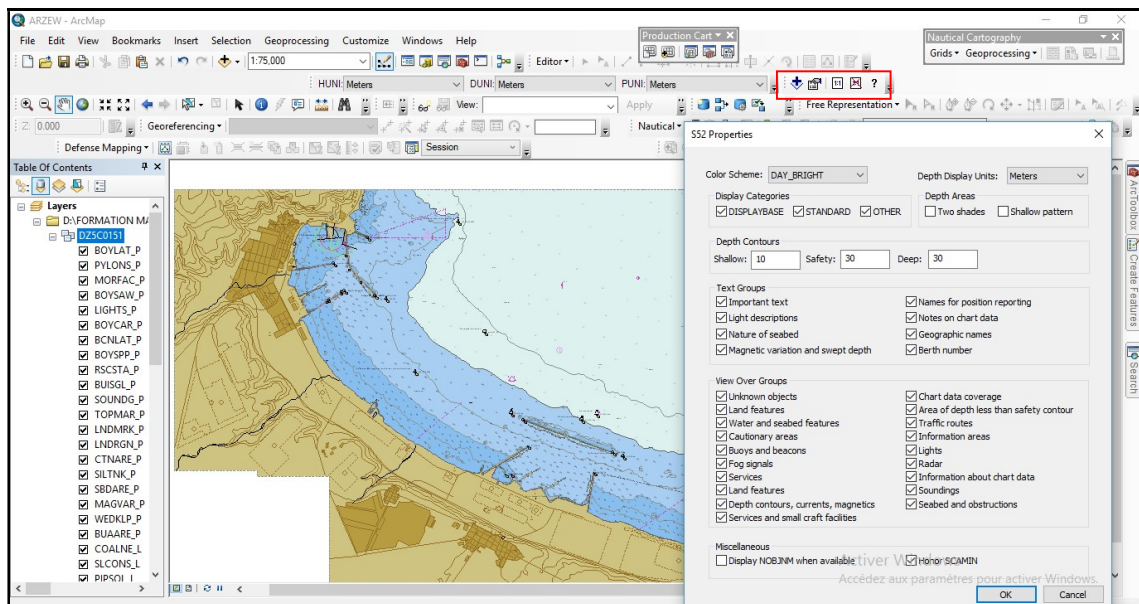 ARZEW - ArcMap
File Edit View Bookmarks Insert Selection Geoprocessing Customize Windows Help
Production Cart
Nautical Cartography
Grids Geoprocessing
1:75,000
Editor
HUNI: Meters DUNI: Meters PUNI: Meters
1:1 ?
View: Apply Free Representation
Z: 0.000 Georeferencing Nautical
Defense Mapping Session
Table Of Contents
Layers
D:\FORMATION MA
DZ5C0151
BOYLAT_P
PYLONS_P
MORFAC_P
BOYSAW_P
LIGHTS_P
BOYCAR_P
BCNLAT_P
BOYSPP_P
RSCSTA_P
BUISGL_P
SOUNDG_P
TOPMAR_P
LNDMRK_P
LNDRGN_P
CTNARE_P
SILTNK_P
SBDARE_P
MAGVAR_P
WEDKLP_P
BUAARE_P
COALNE_L
SLCONS_L
PIPSOL_L
S52 Properties
Color Scheme: DAY_BRIGHT Depth Display Units: Meters
Display Categories Depth Areas
DISPLAYBASE STANDARD OTHER Two shades Shallow pattern
Depth Contours
Shallow: 10 Safety: 30 Deep: 30
Text Groups
Important text Names for position reporting
Light descriptions Notes on chart data
Nature of seabed Geographic names
Magnetic variation and swept depth Berth number
View Over Groups
Unknown objects Chart data coverage
Land features Area of depth less than safety contour
Water and seabed features Traffic routes
Cautionary areas Information areas
Buoys and beacons Lights
Fog signals Radar
Services Information about chart data
Land features Soundings
Depth contours, currents, magnetics Seabed and obstructions
Services and small craft facilities
Miscellaneous
Display NOBJNM when available Honor SCAMIN
Activer Windows
Accédez aux paramètres pour activer Windows.
OK Cancel
ArcToolbox
Create Features
Search